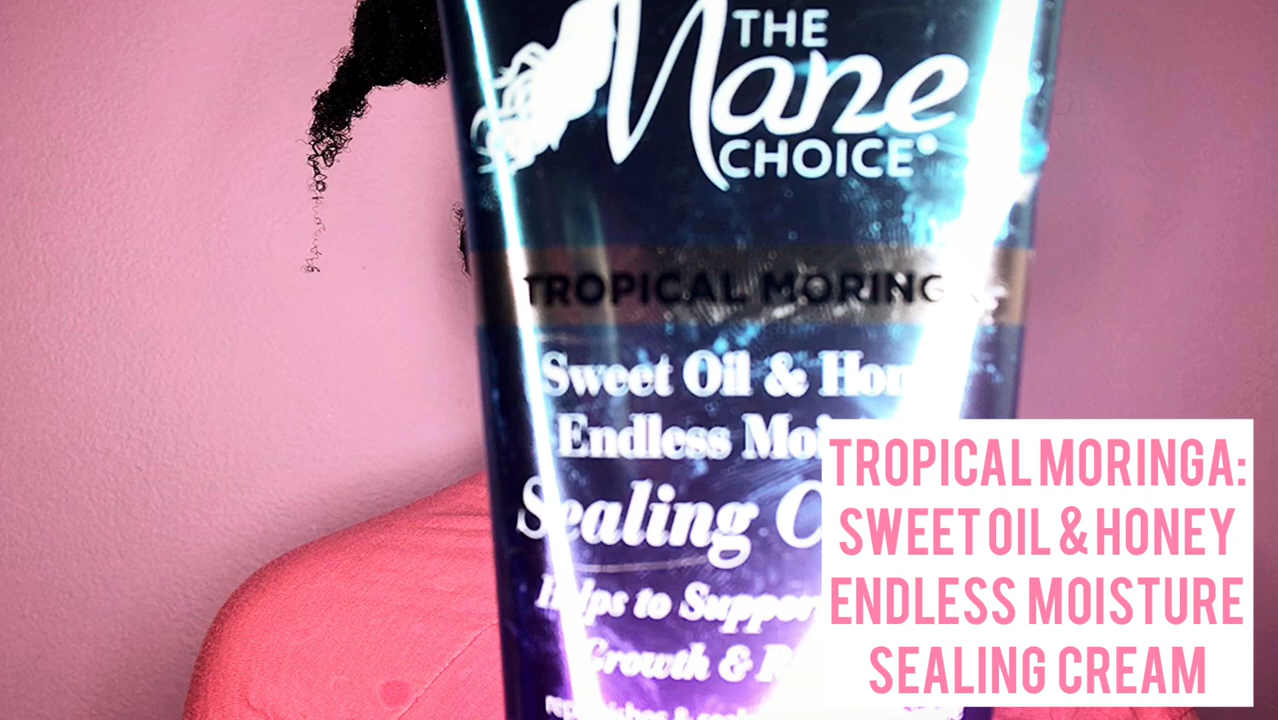 THE
Mane
CHOICE
TROPICAL MORING
Sweet Oil & Hon
Endless Moi
Sealing C
Helps to Suppor
Growth & R
TROPICAL MORINGA:
SWEET OIL & HONEY
ENDLESS MOISTURE
SEALING CREAM